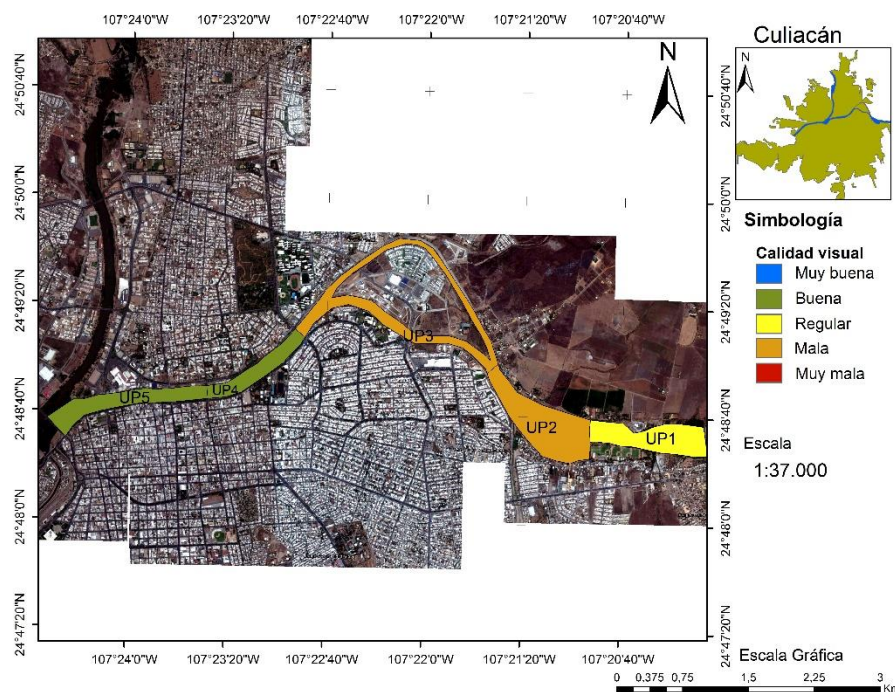 107°24'0"W 107°23'20"W 107°22'40"W 107°22'0"W 107°21'20"W 107°20'40"W
24°50'40"N
24°50'0"N
24°49'20"N
24°48'40"N
24°48'0"N
24°47'20"N
N
UP5
UP4
UP3
UP2
UP1
24°50'40"N
24°50'0"N
24°49'20"N
24°48'40"N
24°48'0"N
24°47'20"N
107°24'0"W 107°23'20"W 107°22'40"W 107°22'0"W 107°21'20"W 107°20'40"W
Culiacán
N
Simbología
Calidad visual
Muy buena
Buena
Regular
Mala
Muy mala
Escala
1:37.000
Escala Gráfica
0 0,375 0,75 1,5 2,25 3